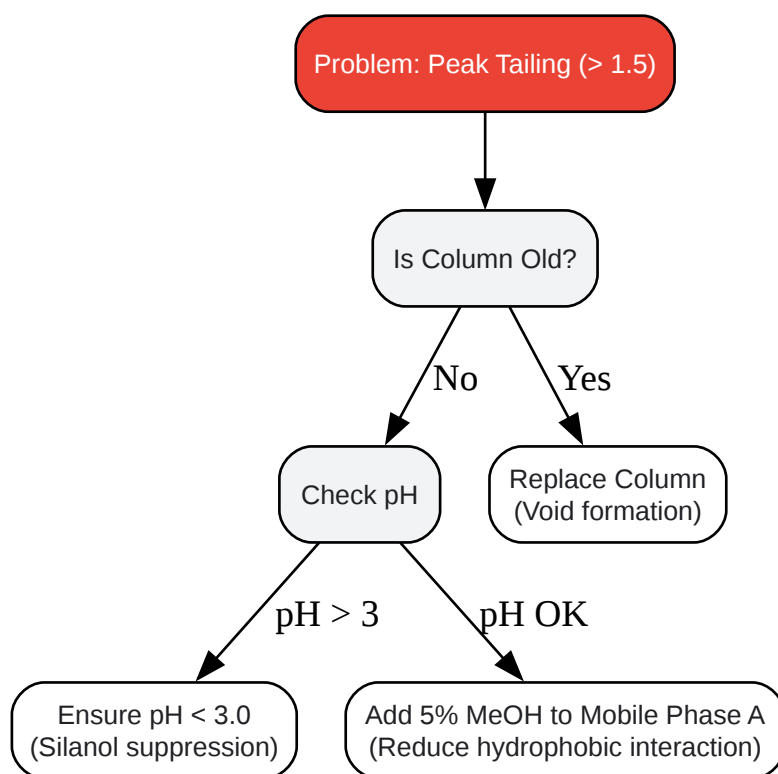 Problem: Peak Tailing (> 1.5)
Is Column Old?
No
Yes
Check pH
Replace Column
(Void formation)
pH > 3
pH OK
Ensure pH < 3.0
(Silanol suppression)
Add 5% MeOH to Mobile Phase A
(Reduce hydrophobic interaction)